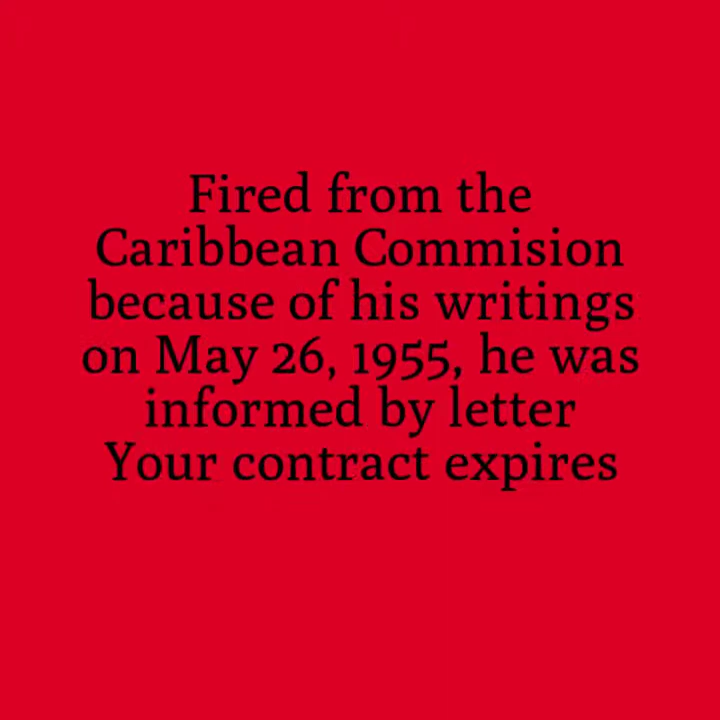 Fired from the
Caribbean Commision
because of his writings
on May 26, 1955, he was
informed by letter
Your contract expires